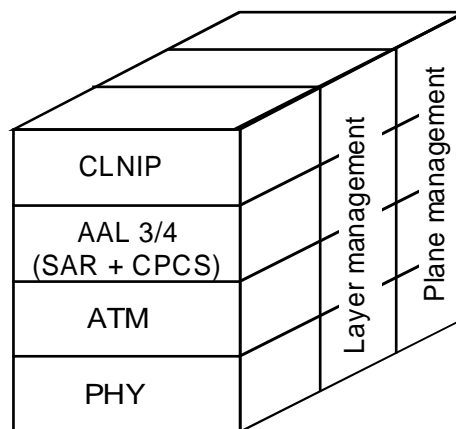 CLNIP
AAL 3/4
(SAR + CPCS)
ATM
PHY
Layer management
Plane management